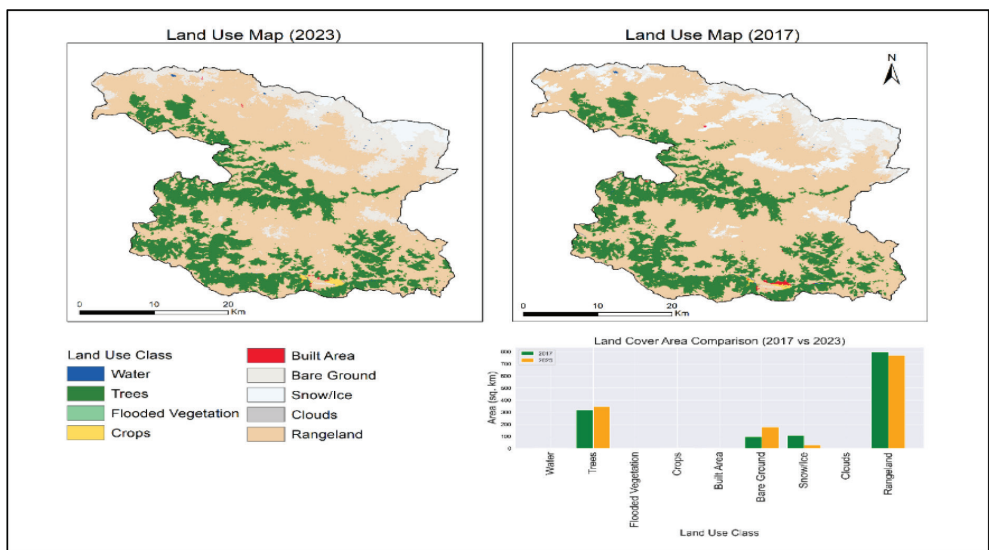 Land Use Map (2023)
Land Use Map (2017)
N
0 10 20
Km
0 10 20
Km
Land Use Class
Water
Trees
Flooded Vegetation
Crops
Built Area
Bare Ground
Snow/Ice
Clouds
Rangeland
Land Cover Area Comparison (2017 vs 2023)
2017
2023
Area (sq. km)
800
700
600
500
400
300
200
100
0
Water
Trees
Flooded Vegetation
Crops
Built Area
Bare Ground
Snow/Ice
Clouds
Rangeland
Land Use Class